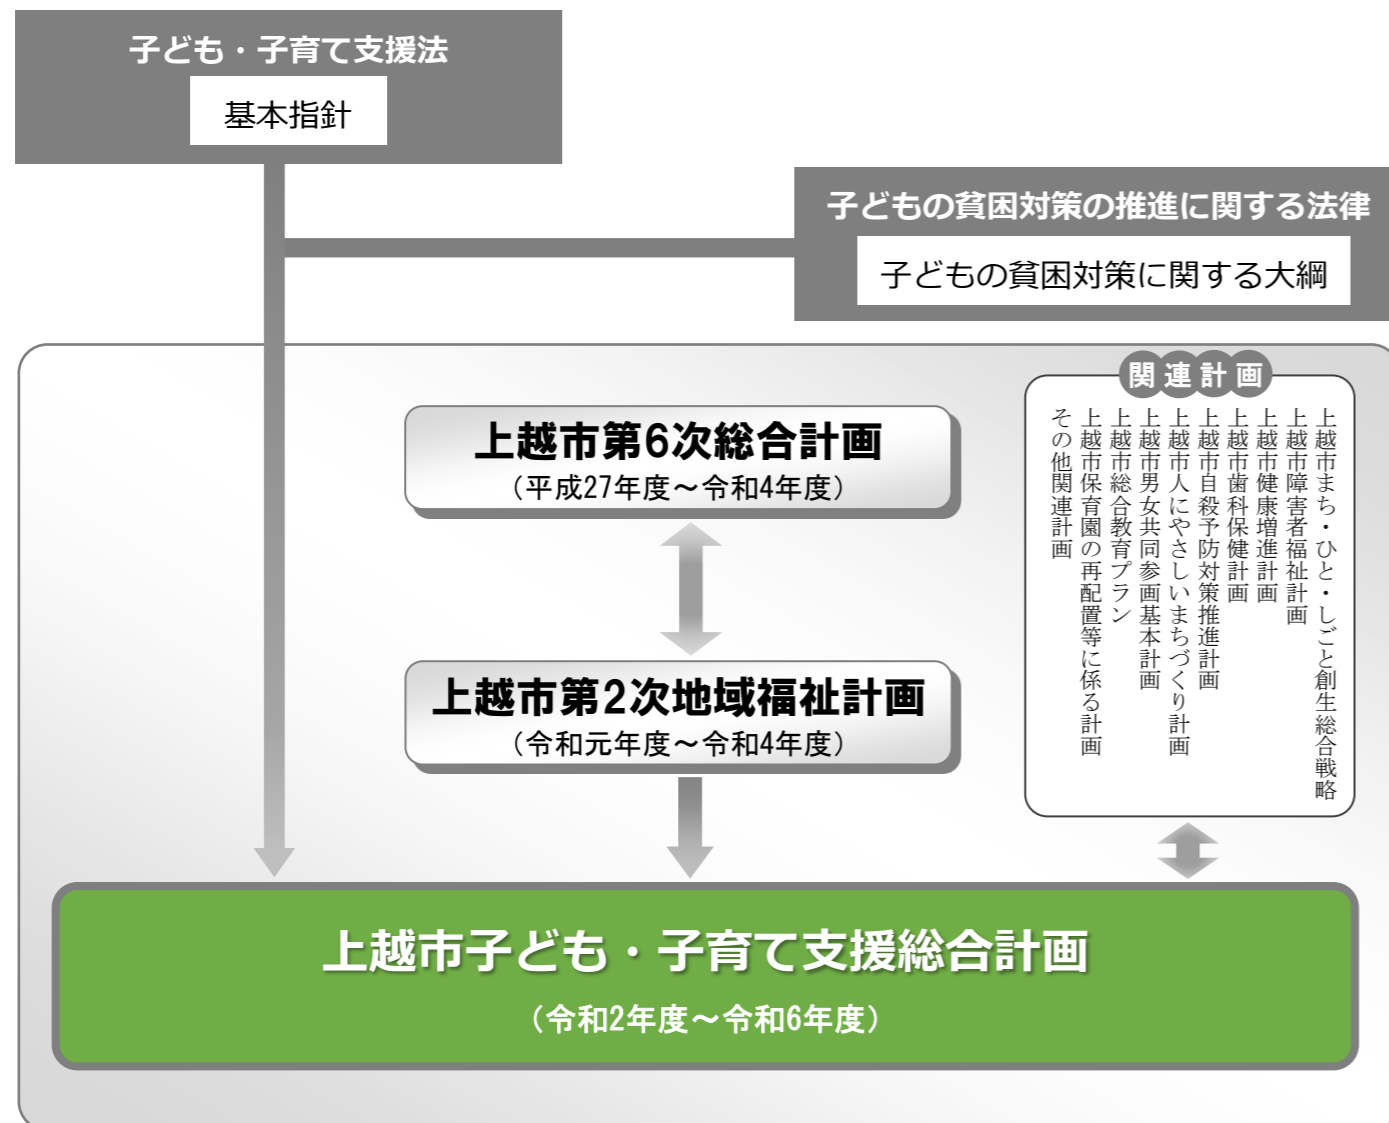 子ども・子育て支援法
基本指針
子どもの貧困対策の推進に関する法律
子どもの貧困対策に関する大綱
関連計画
上越市まち・ひと・しごと創生総合戦略
上越市障害者福祉計画
上越市健康増進計画
上越市歯科保健計画
上越市自殺予防対策推進計画
上越市人にやさしいまちづくり計画
上越市男女共同参画基本計画
上越市総合教育プラン
上越市保育園の再配置等に係る計画
その他関連計画
上越市第6次総合計画
（平成27年度～令和4年度）
上越市第2次地域福祉計画
（令和元年度～令和4年度）
上越市子ども・子育て支援総合計画
（令和2年度～令和6年度）